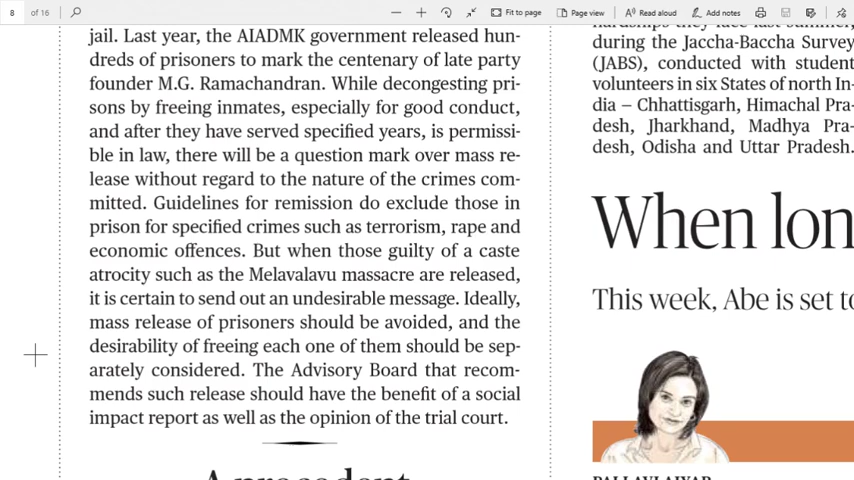 8 of 16 Fit to page Page view Read aloud Add notes
jail. Last year, the AIADMK government released hun-
dreds of prisoners to mark the centenary of late party
founder M.G. Ramachandran. While decongesting pri-
sons by freeing inmates, especially for good conduct,
and after they have served specified years, is permissi-
ble in law, there will be a question mark over mass re-
lease without regard to the nature of the crimes com-
mitted. Guidelines for remission do exclude those in
prison for specified crimes such as terrorism, rape and
economic offences. But when those guilty of a caste
atrocity such as the Melavalavu massacre are released,
it is certain to send out an undesirable message. Ideally,
mass release of prisoners should be avoided, and the
desirability of freeing each one of them should be sep-
arately considered. The Advisory Board that recom-
mends such release should have the benefit of a social
impact report as well as the opinion of the trial court.
A precedent
hardships they face last summer,
during the Jaccha-Baccha Survey
(JABS), conducted with student
volunteers in six States of north In-
dia – Chhattisgarh, Himachal Pra-
desh, Jharkhand, Madhya Pra-
desh, Odisha and Uttar Pradesh.
When lon
This week, Abe is set to
PALLAVI AIYAR